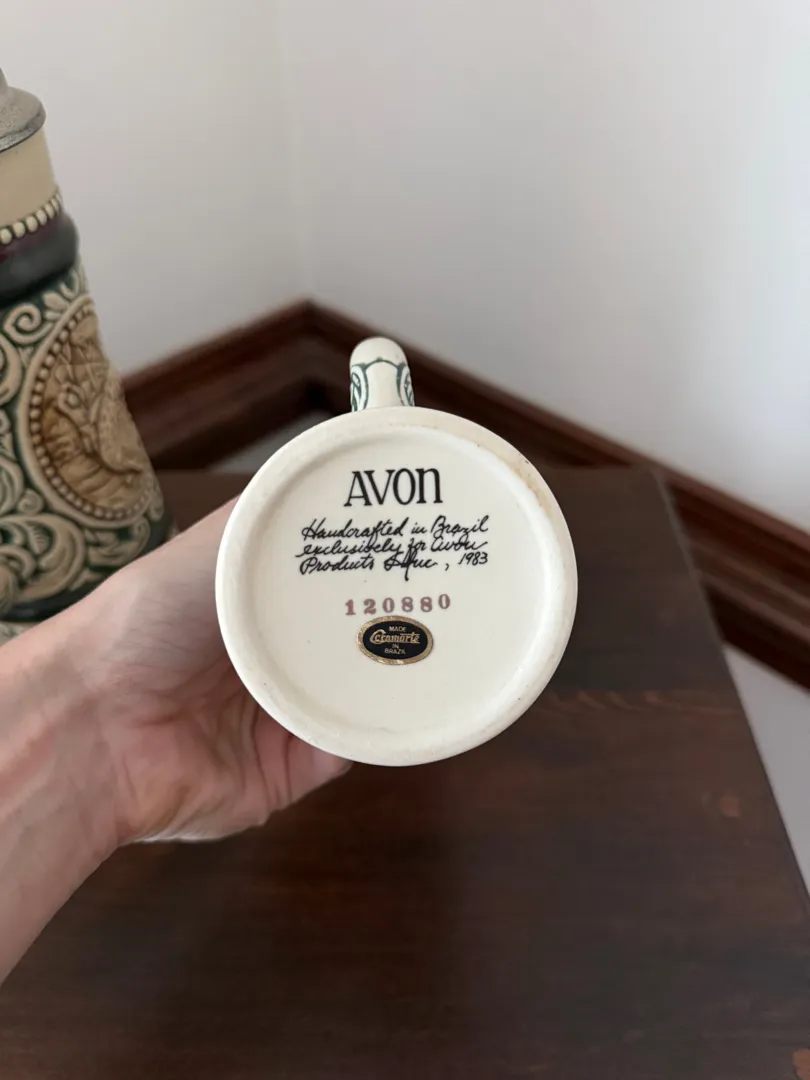 AVON
Handcrafted in Brazil
exclusively for Avon
Products Inc, 1983
120880
MADE
Ceramarte
IN
BRAZIL